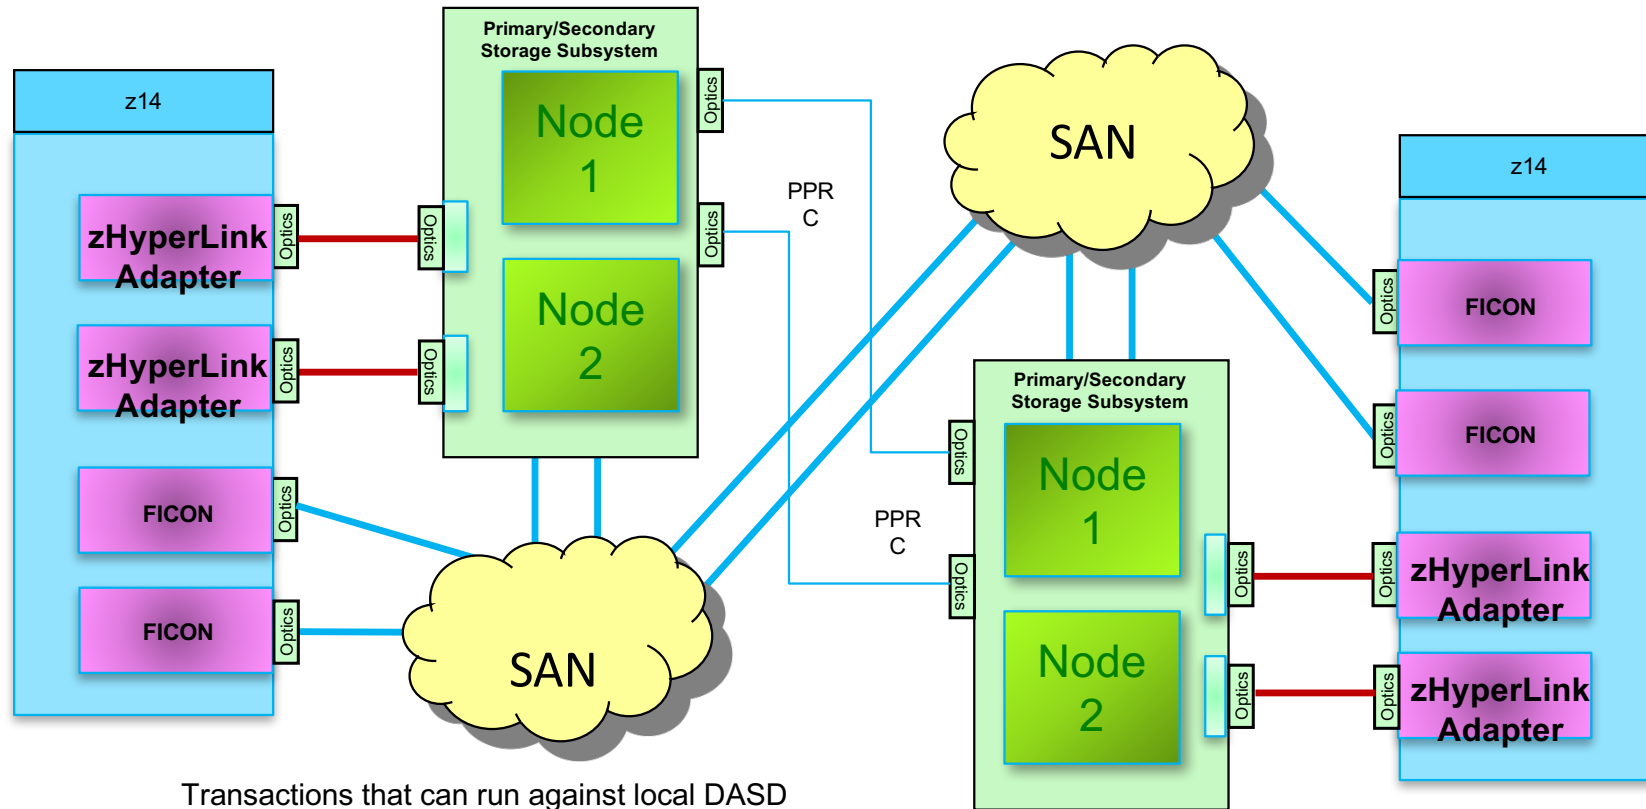 z14
zHyperLink
Adapter
Optics
zHyperLink
Adapter
Optics
FICON
Optics
FICON
Optics
Primary/Secondary
Storage Subsystem
Node
1
Node
2
Optics
Optics
Optics
Optics
PPR
C
PPR
C
SAN
SAN
Primary/Secondary
Storage Subsystem
Node
1
Node
2
Optics
Optics
Optics
Optics
z14
Optics
FICON
Optics
FICON
Optics
zHyperLink
Adapter
Optics
zHyperLink
Adapter
Transactions that can run against local DASD